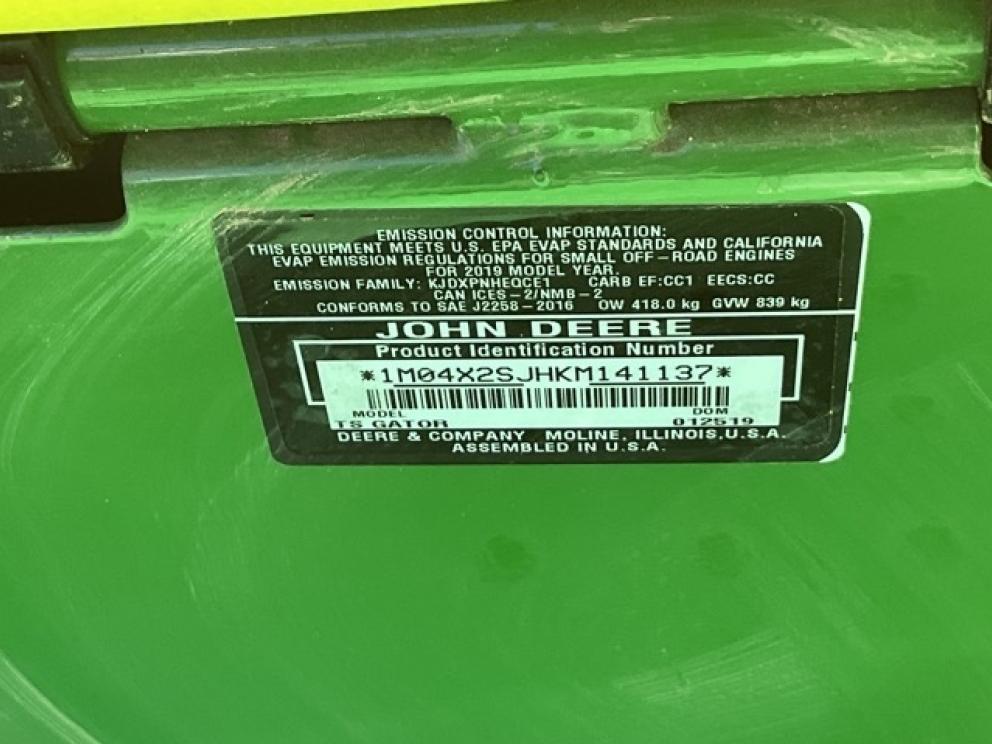 EMISSION CONTROL INFORMATION:
THIS EQUIPMENT MEETS U.S. EPA EVAP STANDARDS AND CALIFORNIA
EVAP EMISSION REGULATIONS FOR SMALL OFF-ROAD ENGINES
FOR 2019 MODEL YEAR.
EMISSION FAMILY: KJDXPNHEQCE1 CARB EF:CC1 EECS:CC
CAN ICES-2/NMB-2
CONFORMS TO SAE J2258-2016 OW 418.0 kg GVW 839 kg
JOHN DEERE
Product Identification Number
*1M04X2SJHKM141137*
MODEL DOM
TS GATOR 012519
DEERE & COMPANY MOLINE, ILLINOIS, U.S.A.
ASSEMBLED IN U.S.A.